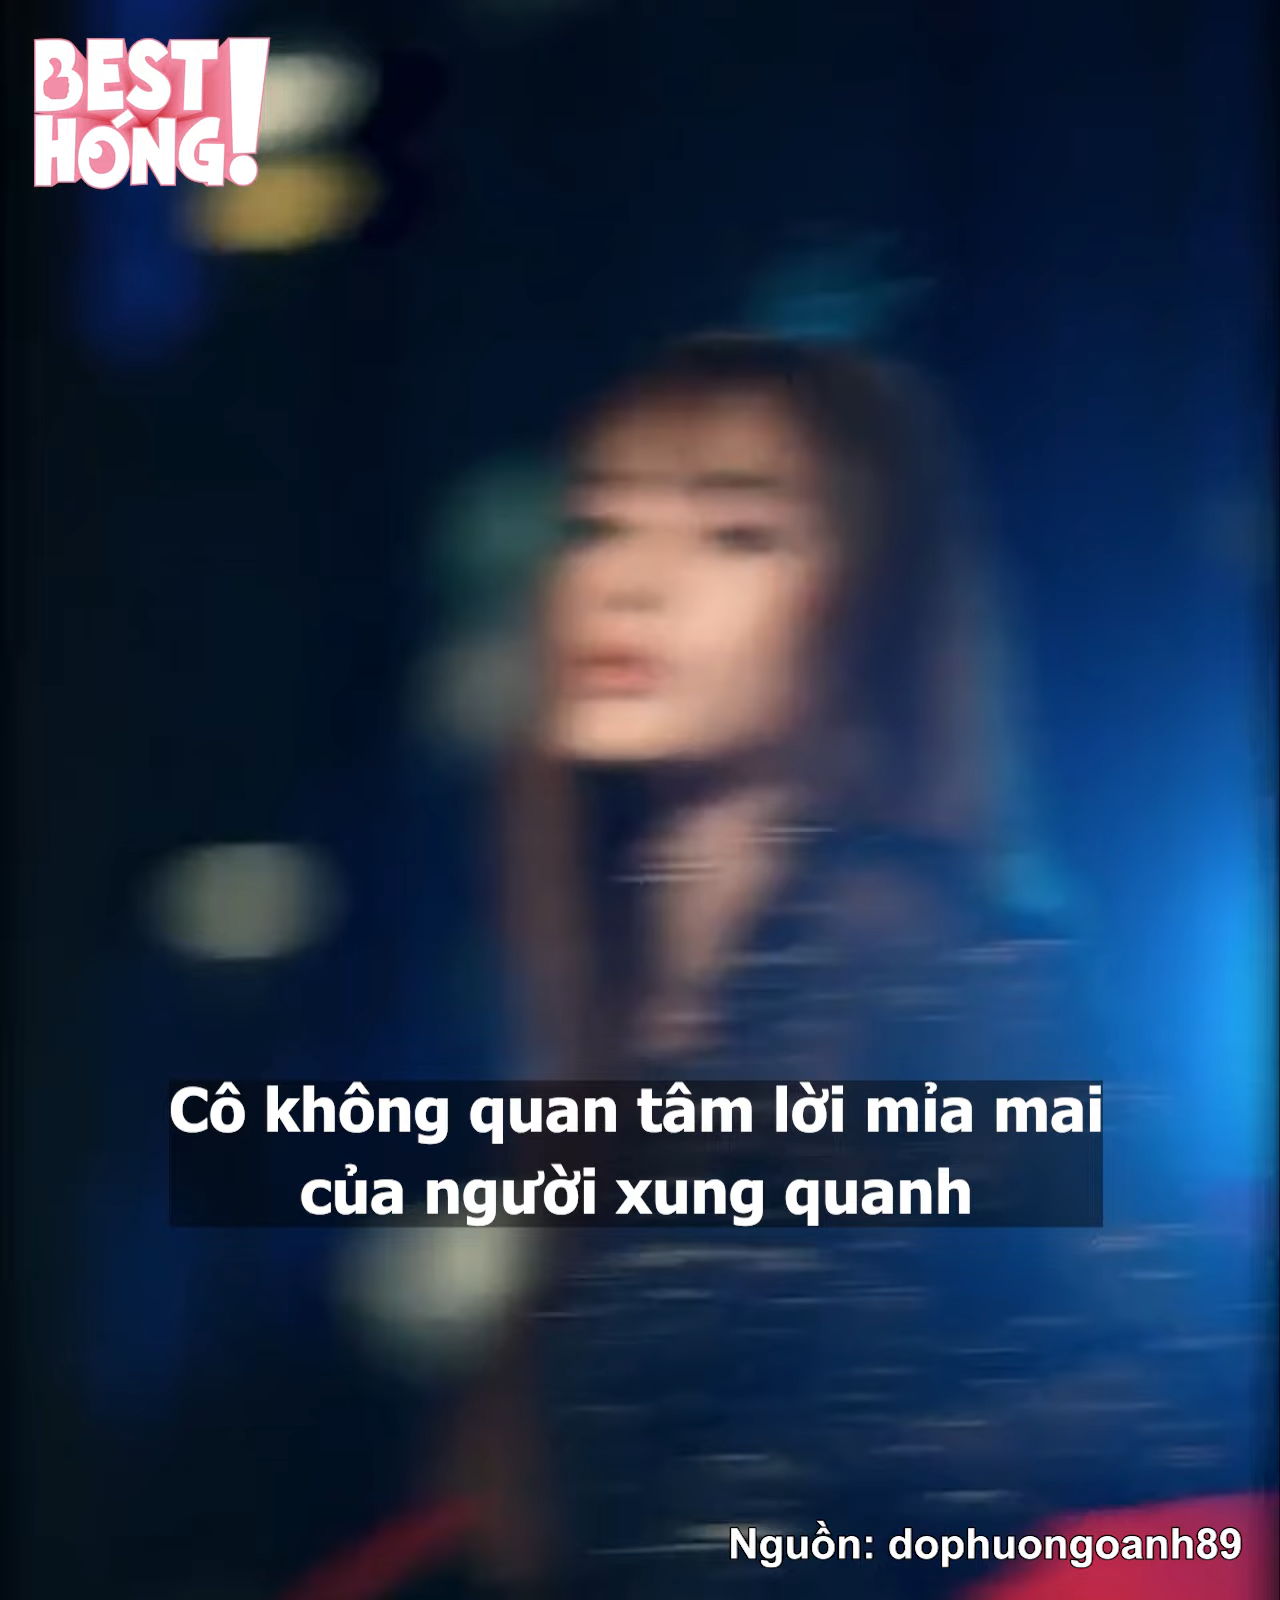 BEST
HÓNG!
Cô không quan tâm lời mỉa mai
của người xung quanh
Nguồn: dophuongoanh89